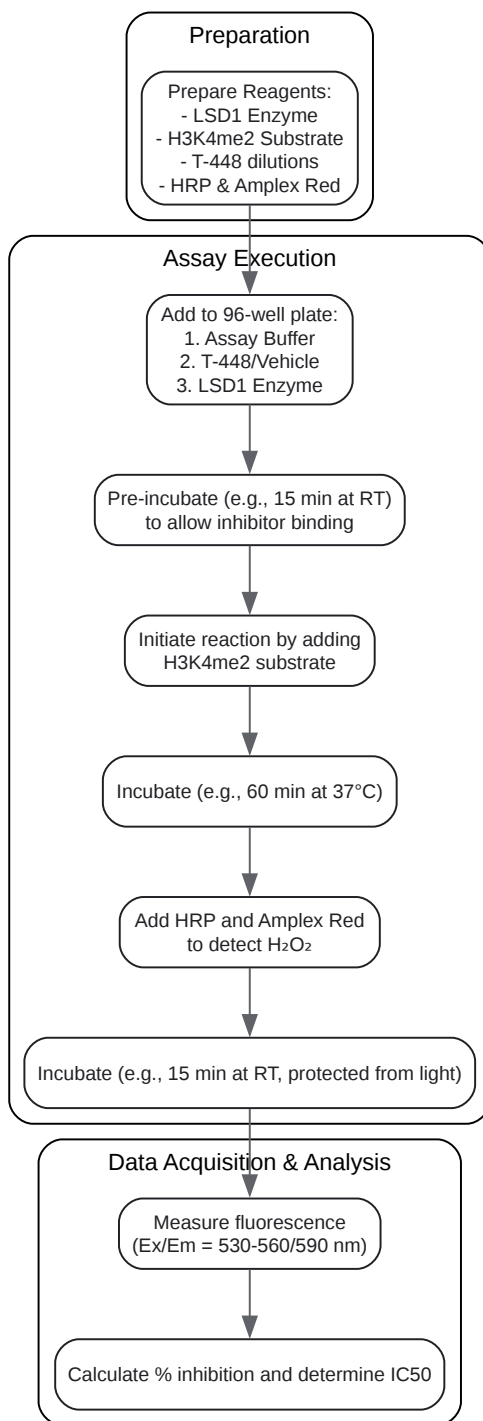 Preparation
Prepare Reagents:
- LSD1 Enzyme
- H3K4me2 Substrate
- T-448 dilutions
- HRP & Amplex Red
Assay Execution
Add to 96-well plate:
1. Assay Buffer
2. T-448/Vehicle
3. LSD1 Enzyme
Pre-incubate (e.g., 15 min at RT)
to allow inhibitor binding
Initiate reaction by adding
H3K4me2 substrate
Incubate (e.g., 60 min at 37°C)
Add HRP and Amplex Red
to detect H₂O₂
Incubate (e.g., 15 min at RT, protected from light)
Data Acquisition & Analysis
Measure fluorescence
(Ex/Em = 530-560/590 nm)
Calculate % inhibition and determine IC50